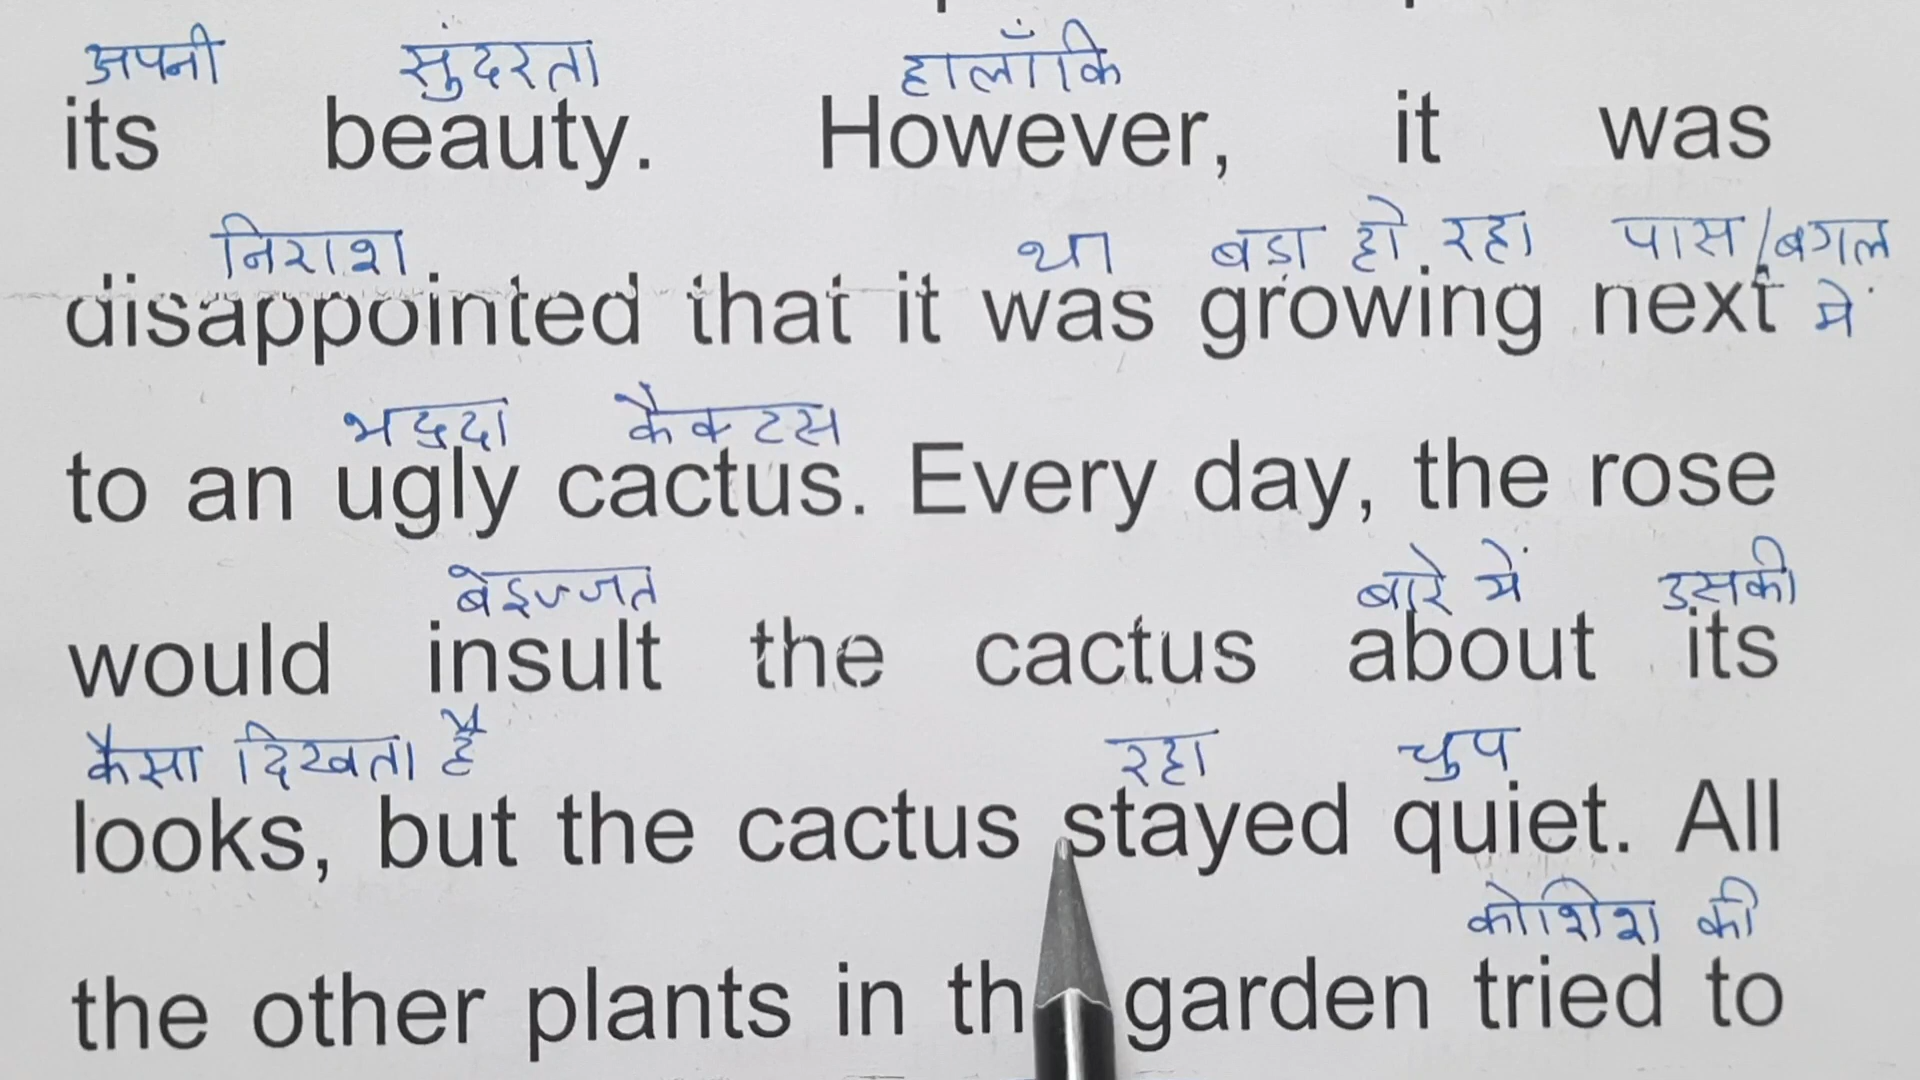 अपनी सुंदरता हालाँकि
its beauty. However, it was
निराश था बडा हो रहा पास/बगल
disappointed that it was growing next में
भद्दा कैक्टस
to an ugly cactus. Every day, the rose
बेइज्जत बारे में उसकी
would insult the cactus about its
कैसा दिखता है रहा चुप
looks, but the cactus stayed quiet. All
कोशिश की
the other plants in th garden tried to